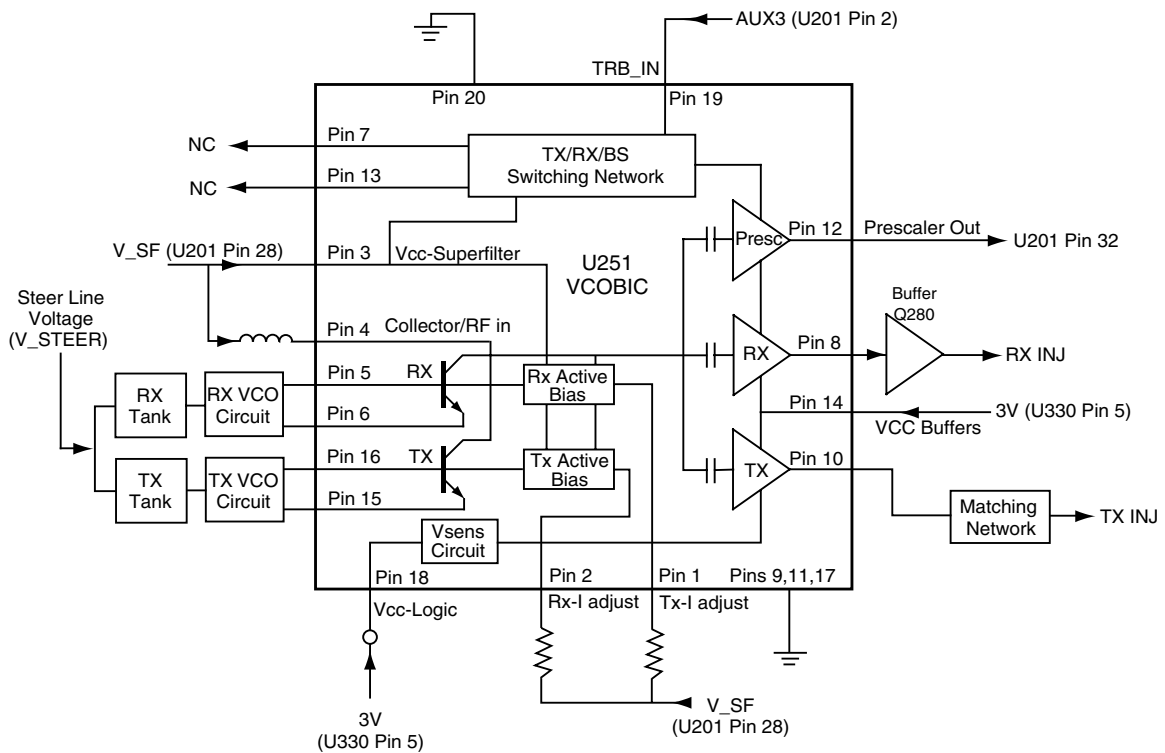 AUX3 (U201 Pin 2)
TRB_IN
Pin 20
Pin 19
NC
Pin 7
TX/RX/BS
Switching Network
NC
Pin 13
Presc
Pin 12
Prescaler Out
U201 Pin 32
V_SF (U201 Pin 28)
Pin 3
Vcc-Superfilter
U251
VCOBIC
Steer Line
Voltage
(V_STEER)
Pin 4
Collector/RF in
Buffer
Q280
RX
Pin 8
RX INJ
RX
Tank
RX VCO
Circuit
Pin 5
RX
Rx Active
Bias
Pin 6
Pin 14
VCC Buffers
3V (U330 Pin 5)
TX
Tank
TX VCO
Circuit
Pin 16
TX
Tx Active
Bias
Pin 15
TX
Pin 10
Matching
Network
TX INJ
Vsens
Circuit
Pin 18
Pin 2
Pin 1
Pins 9,11,17
Vcc-Logic
Rx-I adjust
Tx-I adjust
3V
(U330 Pin 5)
V_SF
(U201 Pin 28)